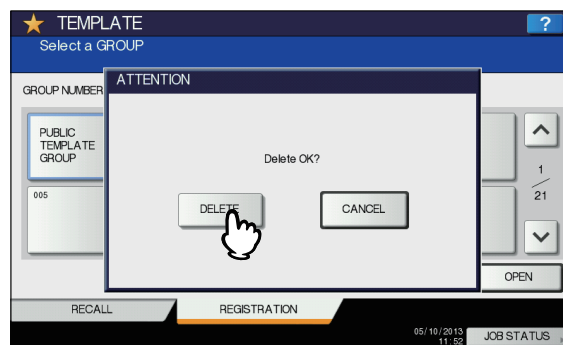 TEMPLATE
?
Select a GROUP
ATTENTION
GROUP NUMBER
PUBLIC
TEMPLATE
GROUP
Delete OK?
1
21
005
DELETE
CANCEL
OPEN
RECALL
REGISTRATION
05/10/2013
11:52
JOB STATUS